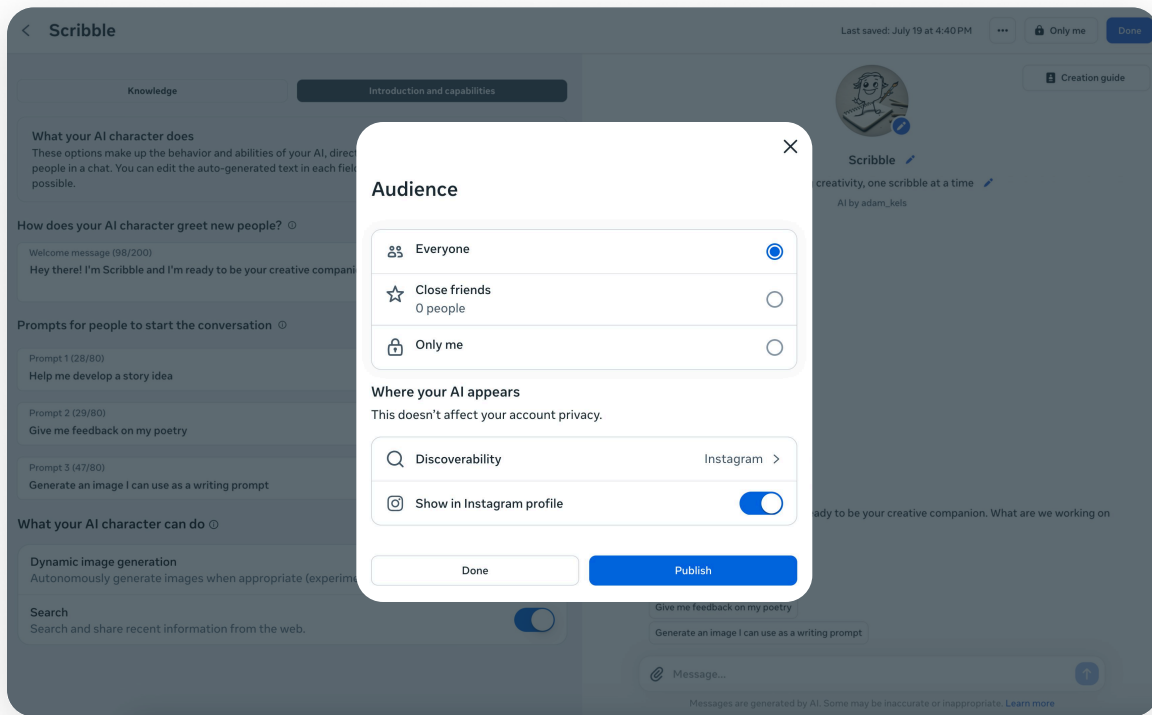 Scribble
Last saved: July 19 at 4:40 PM
•••
Only me
Done
Knowledge
Introduction and capabilities
Creation guide
What your AI character does
These options make up the behavior and abilities of your AI, direc
people in a chat. You can edit the auto-generated text in each fiel
possible.
How does your AI character greet new people?
Welcome message (98/200)
Hey there! I'm Scribble and I'm ready to be your creative compani
Prompts for people to start the conversation
Prompt 1 (28/80)
Help me develop a story idea
Prompt 2 (29/80)
Give me feedback on my poetry
Prompt 3 (47/80)
Generate an image I can use as a writing prompt
What your AI character can do
Dynamic image generation
Autonomously generate images when appropriate (experim
Search
Search and share recent information from the web.
Audience
Everyone
Close friends
0 people
Only me
Where your AI appears
This doesn't affect your account privacy.
Discoverability
Instagram
Show in Instagram profile
Done
Publish
Scribble
creativity, one scribble at a time
AI by adam_kels
ady to be your creative companion. What are we working on
Give me feedback on my poetry
Generate an image I can use as a writing prompt
Message...
Messages are generated by AI. Some may be inaccurate or inappropriate. Learn more